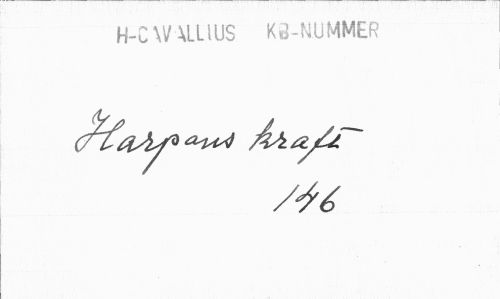 H-CAVALLIUS KB-NUMMER
Harpans kraft
146